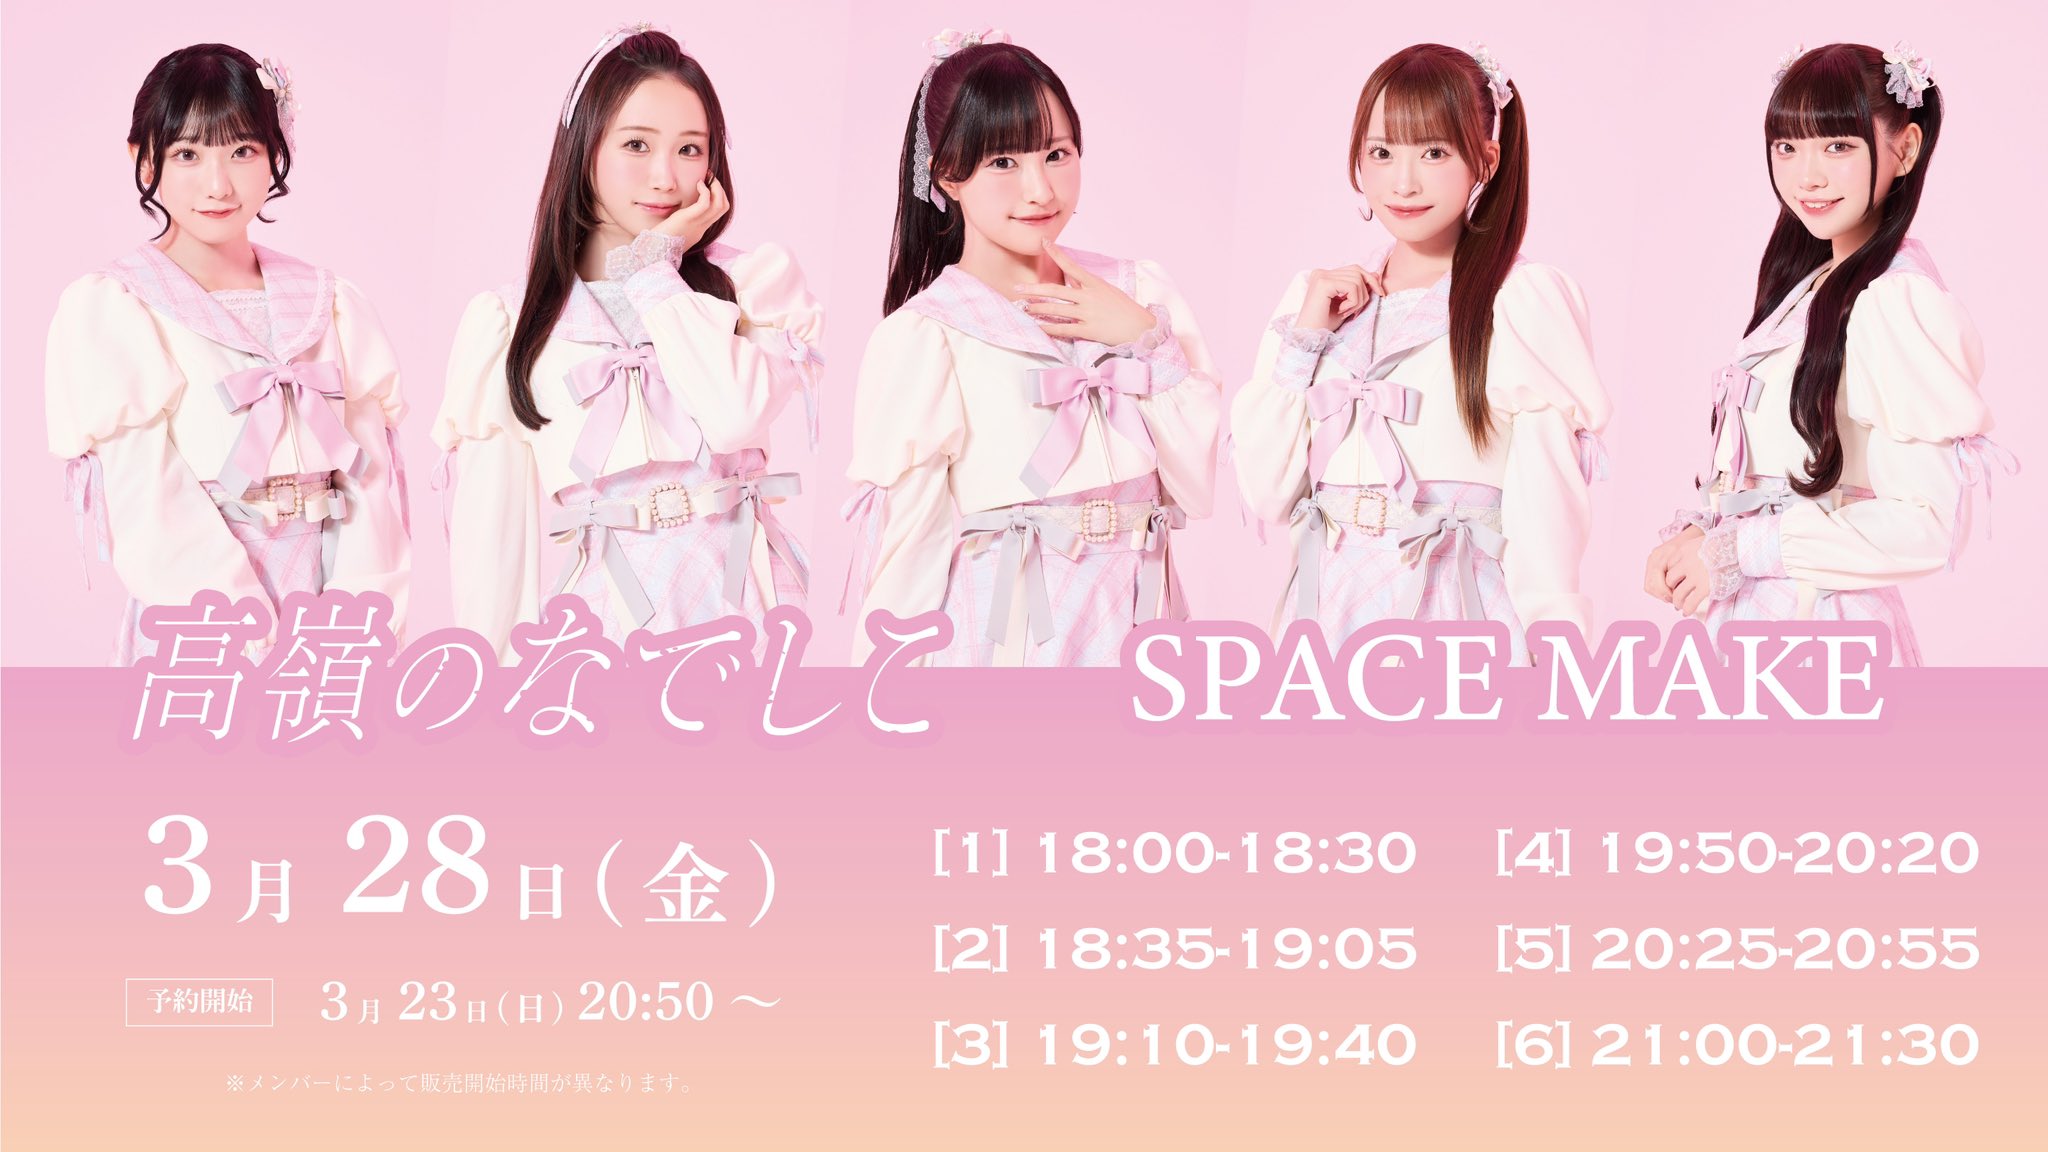 高嶺のなでしこ SPACE MAKE
3月28日(金)
予約開始 3月23日(日) 20:50～
※メンバーによって販売開始時間が異なります。
[1] 18:00-18:30
[2] 18:35-19:05
[3] 19:10-19:40
[4] 19:50-20:20
[5] 20:25-20:55
[6] 21:00-21:30